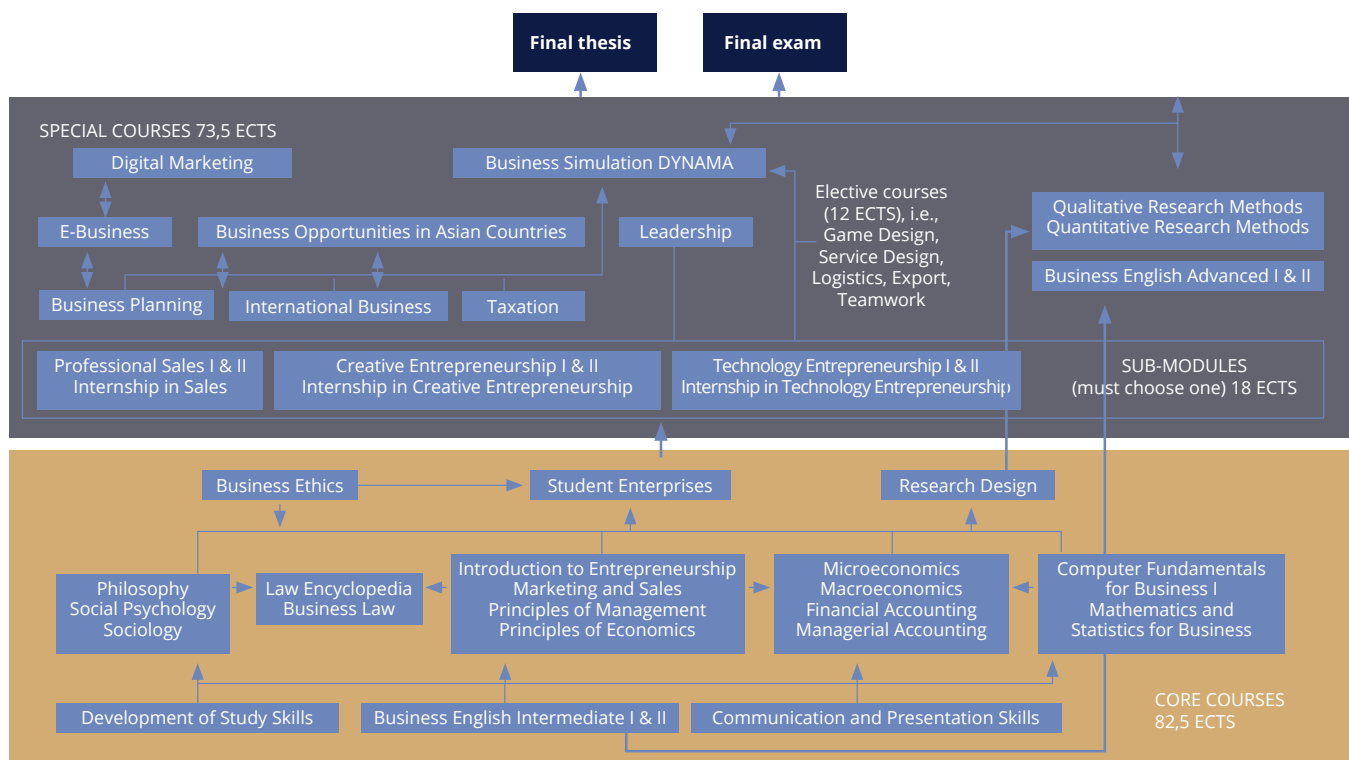 Final thesis
Final exam
SPECIAL COURSES 73,5 ECTS
Digital Marketing
Business Simulation DYNAMA
Elective courses
(12 ECTS), i.e.,
Game Design,
Service Design,
Logistics, Export,
Teamwork
Qualitative Research Methods
Quantitative Research Methods
E-Business
Business Opportunities in Asian Countries
Leadership
Business English Advanced I & II
Business Planning
International Business
Taxation
Professional Sales I & II
Internship in Sales
Creative Entrepreneurship I & II
Internship in Creative Entrepreneurship
Technology Entrepreneurship I & II
Internship in Technology Entrepreneurship
SUB-MODULES
(must choose one) 18 ECTS
Business Ethics
Student Enterprises
Research Design
Philosophy
Social Psychology
Sociology
Law Encyclopedia
Business Law
Introduction to Entrepreneurship
Marketing and Sales
Principles of Management
Principles of Economics
Microeconomics
Macroeconomics
Financial Accounting
Managerial Accounting
Computer Fundamentals
for Business I
Mathematics and
Statistics for Business
Development of Study Skills
Business English Intermediate I & II
Communication and Presentation Skills
CORE COURSES
82,5 ECTS